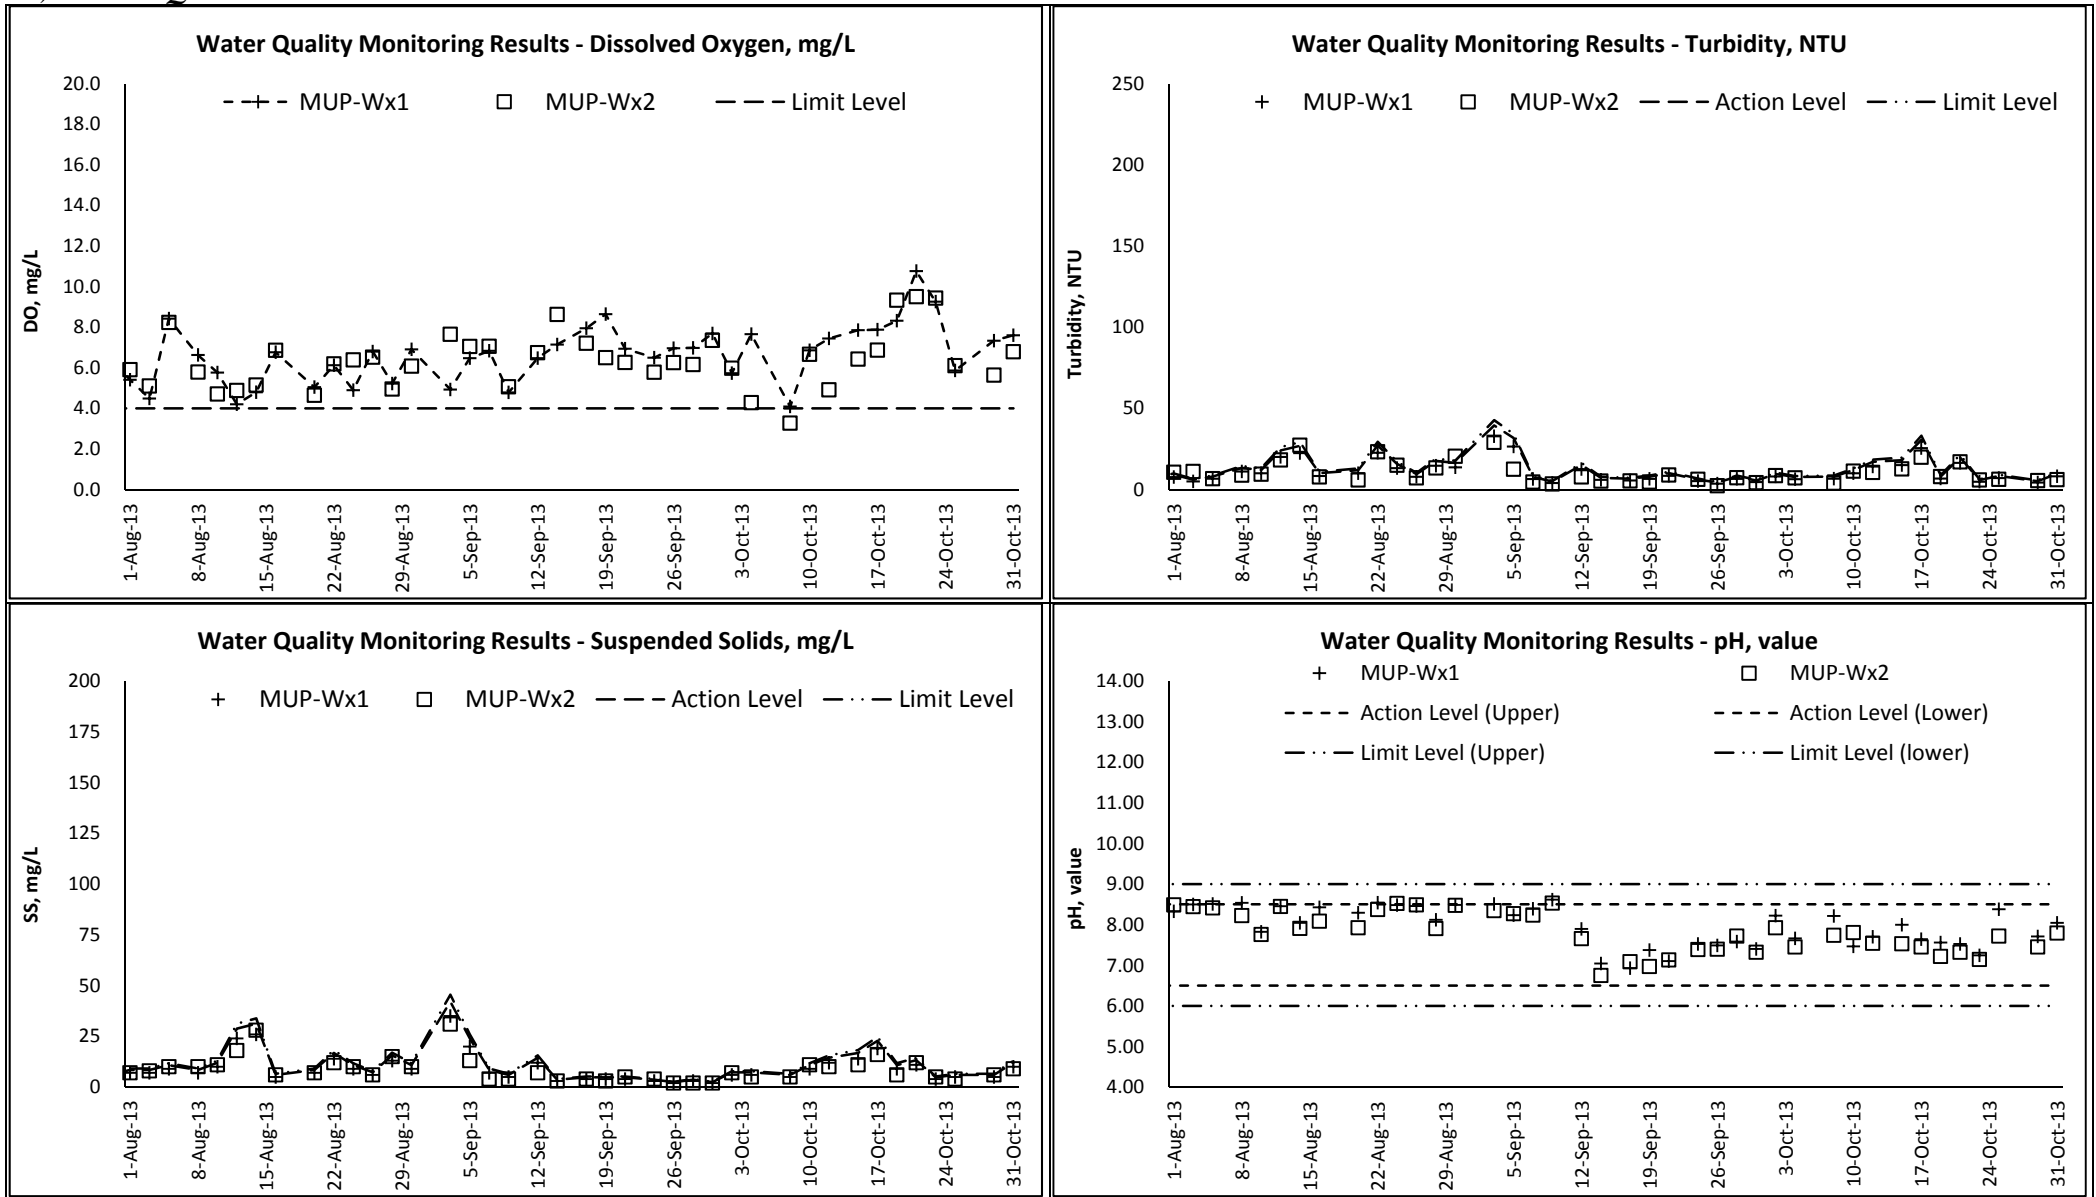 Water Quality Monitoring Results - Dissolved Oxygen, mg/L
MUP-Wx1 MUP-Wx2 Limit Level
DO, mg/L
20.0
18.0
16.0
14.0
12.0
10.0
8.0
6.0
4.0
2.0
0.0
1-Aug-13
8-Aug-13
15-Aug-13
22-Aug-13
29-Aug-13
5-Sep-13
12-Sep-13
19-Sep-13
26-Sep-13
3-Oct-13
10-Oct-13
17-Oct-13
24-Oct-13
31-Oct-13
Water Quality Monitoring Results - Turbidity, NTU
MUP-Wx1 MUP-Wx2 Action Level Limit Level
Turbidity, NTU
250
200
150
100
50
0
1-Aug-13
8-Aug-13
15-Aug-13
22-Aug-13
29-Aug-13
5-Sep-13
12-Sep-13
19-Sep-13
26-Sep-13
3-Oct-13
10-Oct-13
17-Oct-13
24-Oct-13
31-Oct-13
Water Quality Monitoring Results - Suspended Solids, mg/L
MUP-Wx1 MUP-Wx2 Action Level Limit Level
SS, mg/L
200
175
150
125
100
75
50
25
0
1-Aug-13
8-Aug-13
15-Aug-13
22-Aug-13
29-Aug-13
5-Sep-13
12-Sep-13
19-Sep-13
26-Sep-13
3-Oct-13
10-Oct-13
17-Oct-13
24-Oct-13
31-Oct-13
Water Quality Monitoring Results - pH, value
MUP-Wx1 MUP-Wx2
Action Level (Upper) Action Level (Lower)
Limit Level (Upper) Limit Level (lower)
pH, value
14.00
13.00
12.00
11.00
10.00
9.00
8.00
7.00
6.00
5.00
4.00
1-Aug-13
8-Aug-13
15-Aug-13
22-Aug-13
29-Aug-13
5-Sep-13
12-Sep-13
19-Sep-13
26-Sep-13
3-Oct-13
10-Oct-13
17-Oct-13
24-Oct-13
31-Oct-13